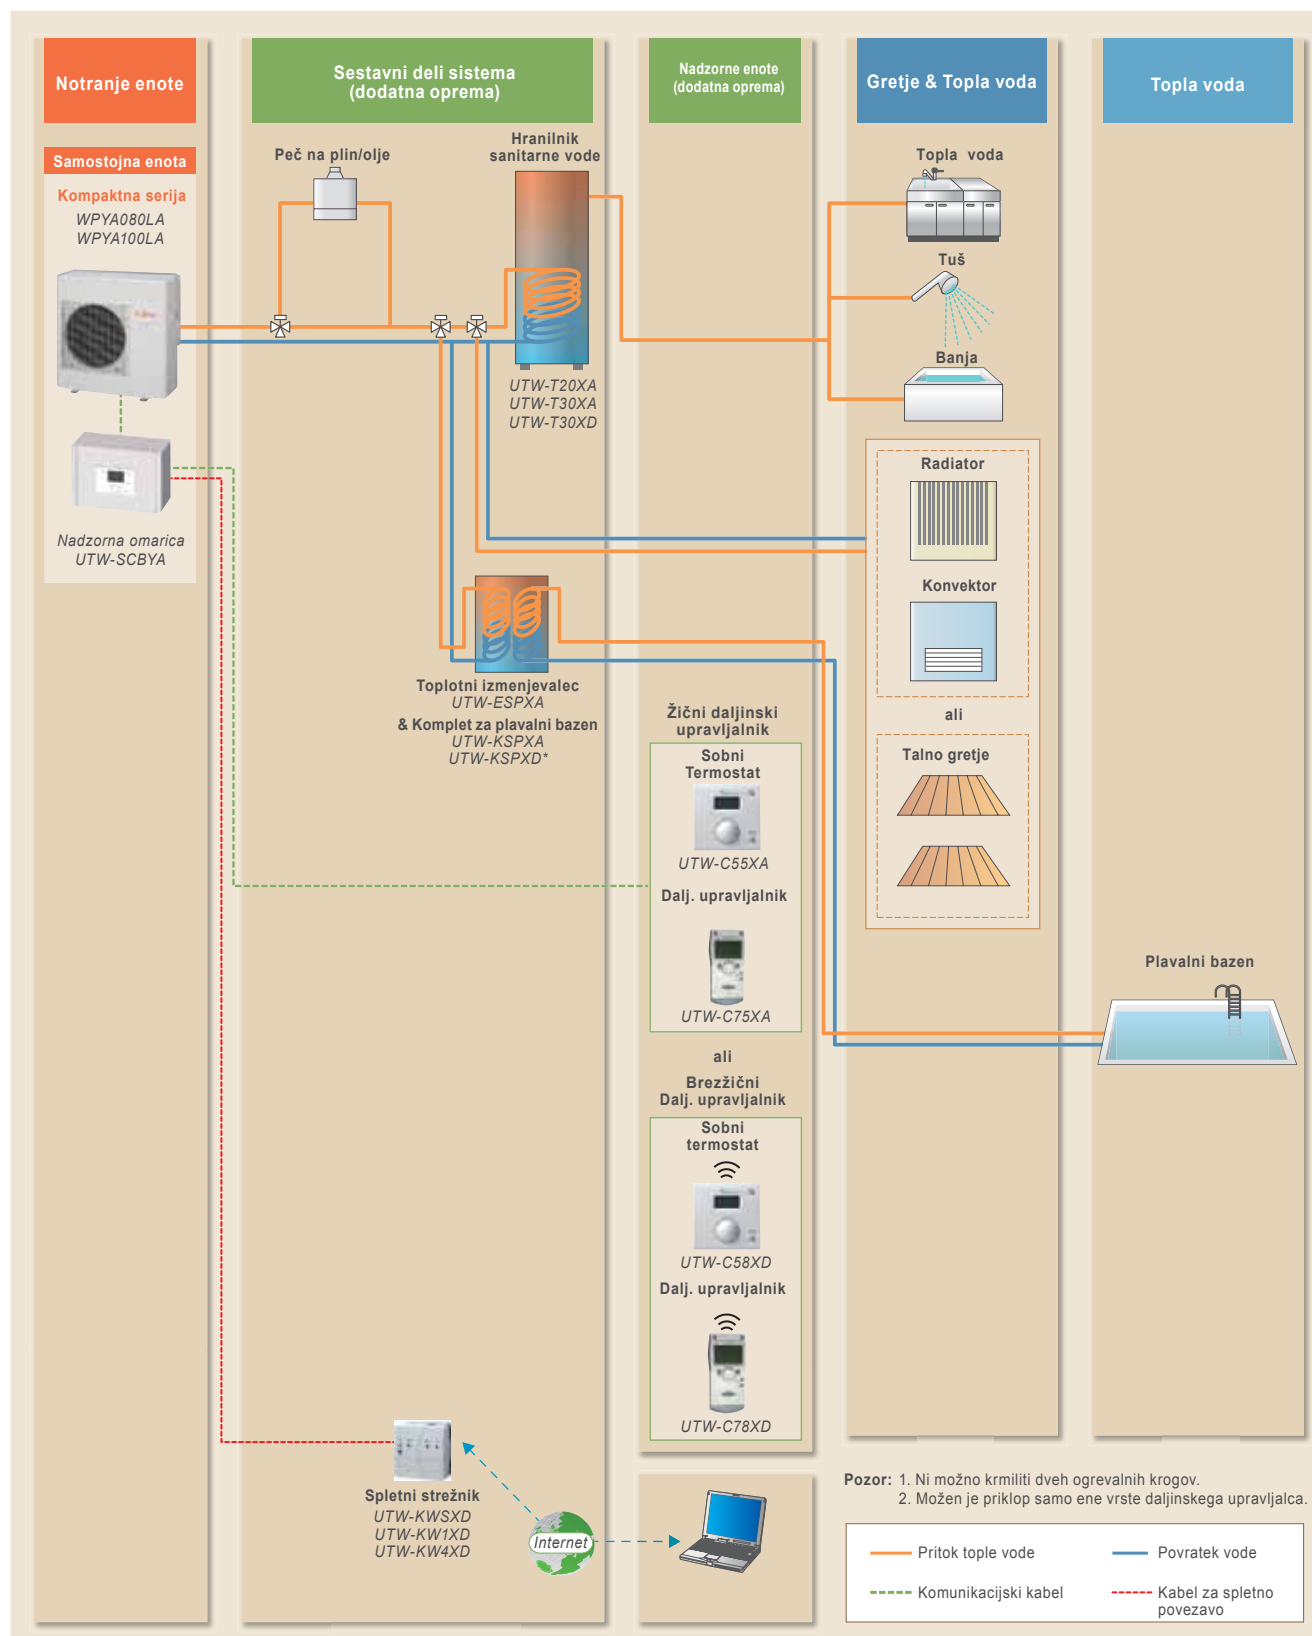 Notranje enote
Sestavni deli sistema
(dodatna oprema)
Nadzorne enote
(dodatna oprema)
Gretje & Topla voda
Topla voda
Samostojna enota
Kompaktna serija
WPYA080LA
WPYA100LA
Nadzorna omarica
UTW-SCBYA
Peč na plin/olje
Hranilnik
sanitarne vode
UTW-T20XA
UTW-T30XA
UTW-T30XD
Toplotni izmenjevalec
UTW-ESPXA
& Komplet za plavalni bazen
UTW-KSPXA
UTW-KSPXD*
Spletni strežnik
UTW-KWSXD
UTW-KW1XD
UTW-KW4XD
Internet
Žični daljinski
upravljalnik
Sobni
Termostat
UTW-C55XA
Dalj. upravljalnik
UTW-C75XA
ali
Brezžični
Dalj. upravljalnik
Sobni
termostat
UTW-C58XD
Dalj. upravljalnik
UTW-C78XD
Topla voda
Tuš
Banja
Radiator
Konvektor
ali
Talno gretje
Plavalni bazen
Pozor: 1. Ni možno krmiliti dveh ogrevalnih krogov.
2. Možen je priklop samo ene vrste daljinskega upravljalca.
Pritok tople vode
Povratek vode
Komunikacijski kabel
Kabel za spletno
povezavo